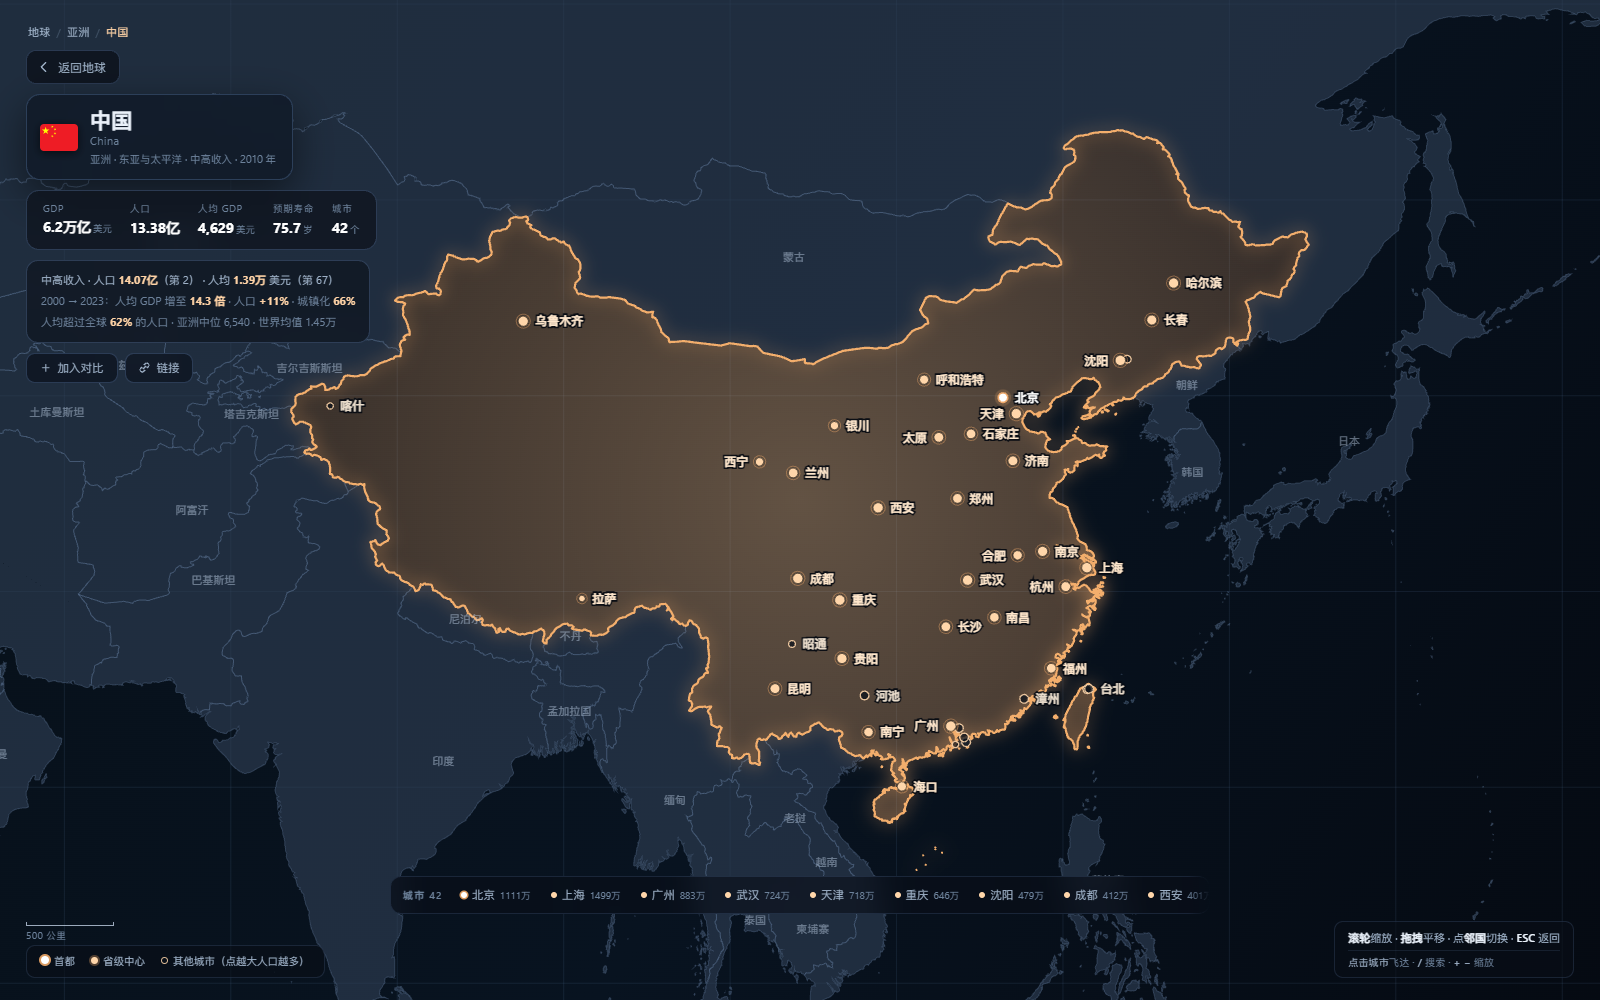 地球 / 亚洲 / 中国
返回地球
中国
China
亚洲 · 东亚与太平洋 · 中高收入 · 2010 年
GDP 人口 人均 GDP 预期寿命 城市
6.2万亿 美元 13.38亿 4,629 美元 75.7 岁 42 个
中高收入 · 人口 14.07亿（第 2） · 人均 1.39万 美元（第 67）
2000 → 2023：人均 GDP 增至 14.3 倍 · 人口 +11% · 城镇化 66%
人均超过全球 62% 的人口 · 亚洲中位 6,540 · 世界均值 1.45万
+ 加入对比
链接
蒙古
哈尔滨
长春
沈阳
乌鲁木齐
吉尔吉斯斯坦
呼和浩特
朝鲜
北京
喀什
土库曼斯坦
塔吉克斯坦
天津
银川
太原
石家庄
日本
西宁
兰州
济南
韩国
郑州
西安
阿富汗
合肥
南京
上海
巴基斯坦
成都
武汉
杭州
拉萨
重庆
尼泊尔
不丹
长沙
南昌
昭通
贵阳
福州
昆明
河池
漳州
台北
孟加拉国
南宁
广州
印度
海口
缅甸
老挝
越南
城市 42 北京 1111万 上海 1499万 广州 883万 武汉 724万 天津 718万 重庆 646万 沈阳 479万 成都 412万 西安 401
泰国
柬埔寨
500 公里
首都 省级中心 其他城市（点越大人口越多）
滚轮缩放 · 拖拽平移 · 点邻国切换 · ESC 返回
点击城市飞达 · / 搜索 · + − 缩放